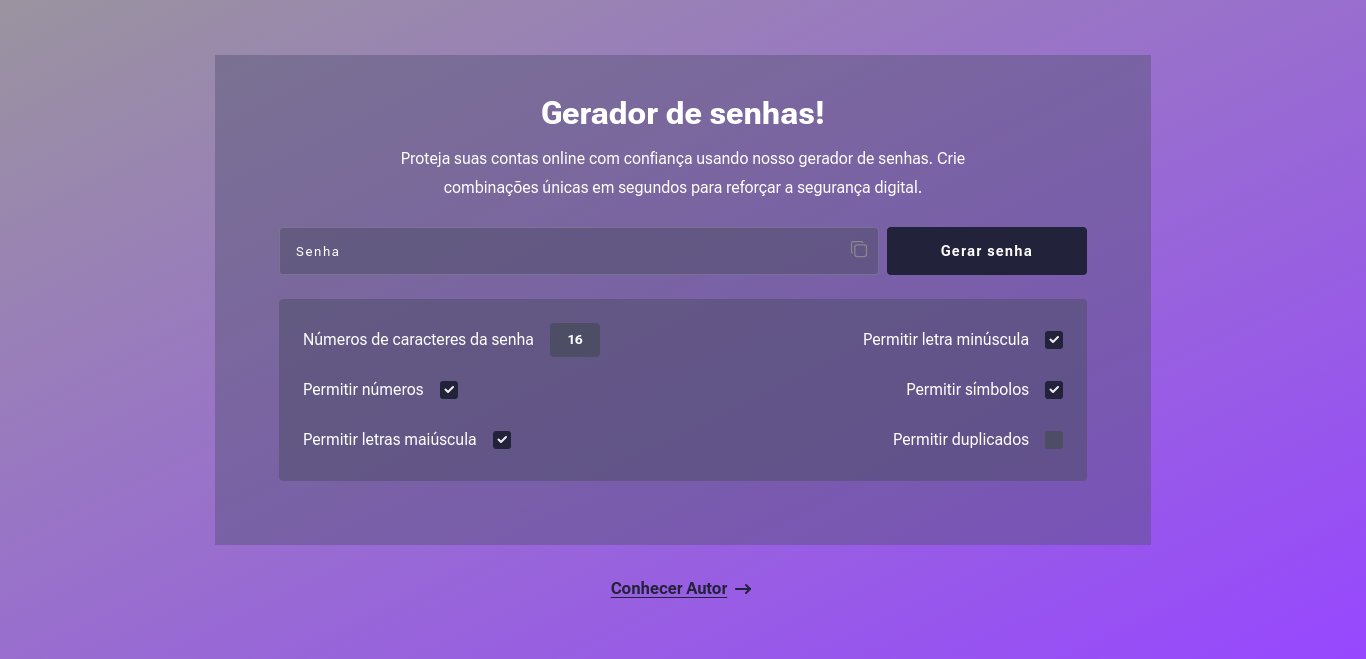 Gerador de senhas!
Proteja suas contas online com confiança usando nosso gerador de senhas. Crie
combinações únicas em segundos para reforçar a segurança digital.
Senha
Gerar senha
Números de caracteres da senha 16
Permitir letra minúscula
Permitir números
Permitir símbolos
Permitir letras maiúscula
Permitir duplicados
Conhecer Autor →